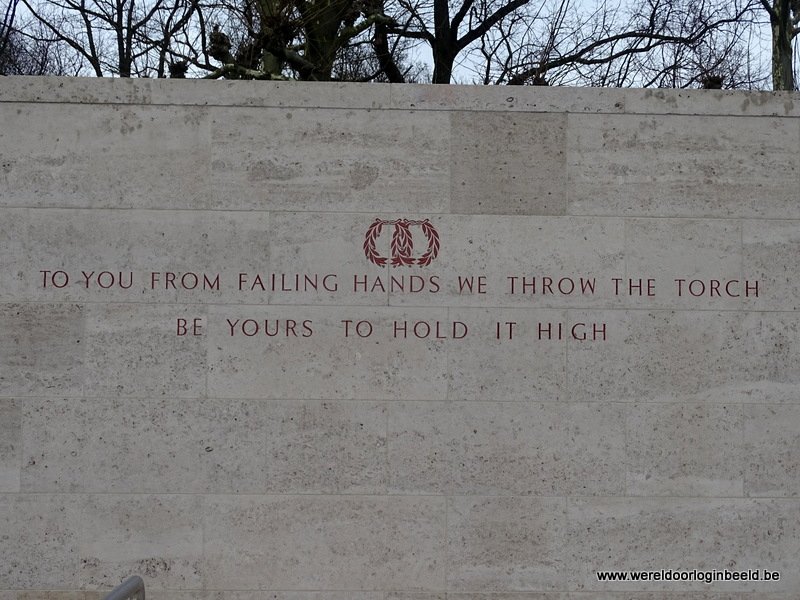 TO YOU FROM FAILING HANDS WE THROW THE TORCH
BE YOURS TO HOLD IT HIGH
www.wereldoorloginbeeld.be